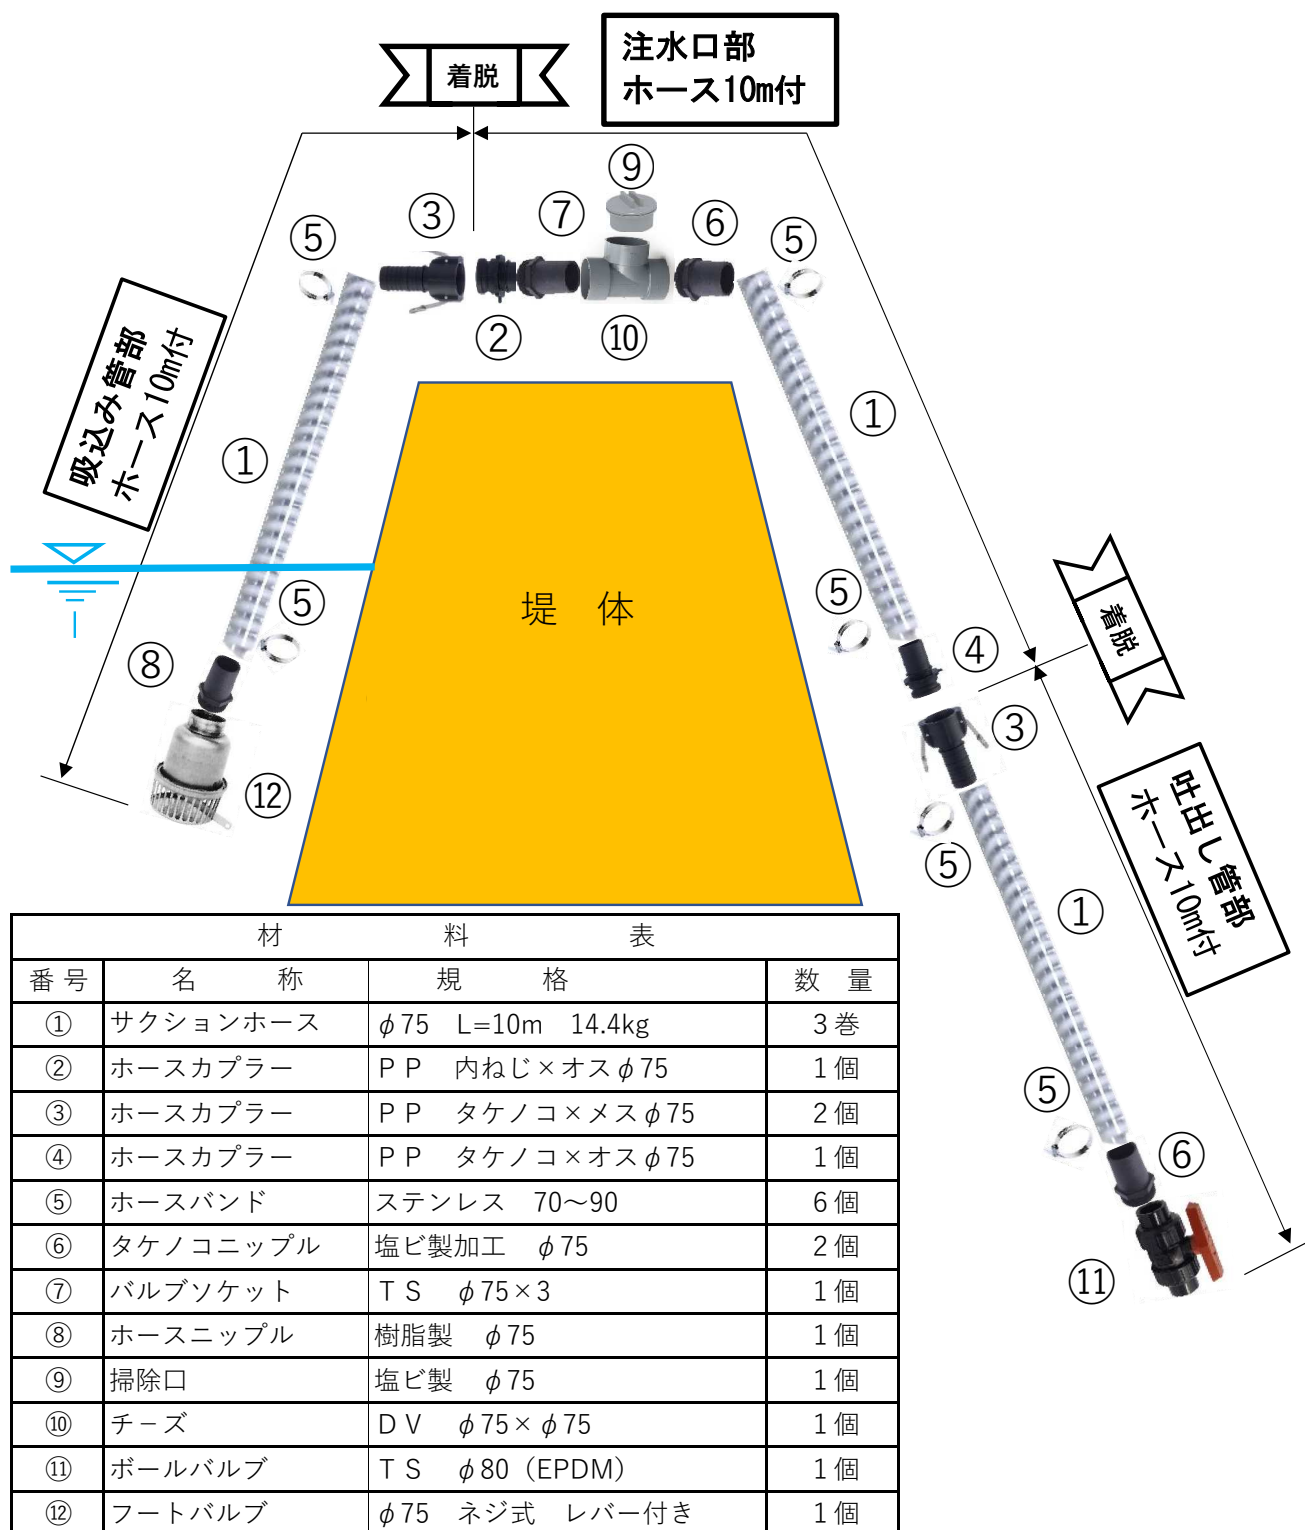 着脱
注水口部
ホース10m付
⑨
③
⑦
⑥
⑤
⑤
②
⑩
吸込み管部
ホース10m付
①
①
堤　体
⑤
⑤
⑧
④
着脱
③
⑫
吐出し管部
ホース10m付
⑤
①
⑤
⑥
⑪
材　料　表
番号 名　称 規　格 数　量
① サクションホース φ75　L=10m　14.4kg 3巻
② ホースカプラー ＰＰ　内ねじ×オスφ75 1個
③ ホースカプラー ＰＰ　タケノコ×メスφ75 2個
④ ホースカプラー ＰＰ　タケノコ×オスφ75 1個
⑤ ホースバンド ステンレス　70～90 6個
⑥ タケノコニップル 塩ビ製加工　φ75 2個
⑦ バルブソケット ＴＳ　φ75×3 1個
⑧ ホースニップル 樹脂製　φ75 1個
⑨ 掃除口 塩ビ製　φ75 1個
⑩ チ－ズ ＤＶ　φ75×φ75 1個
⑪ ボールバルブ ＴＳ　φ80（EPDM） 1個
⑫ フートバルブ φ75　ネジ式　レバー付き 1個